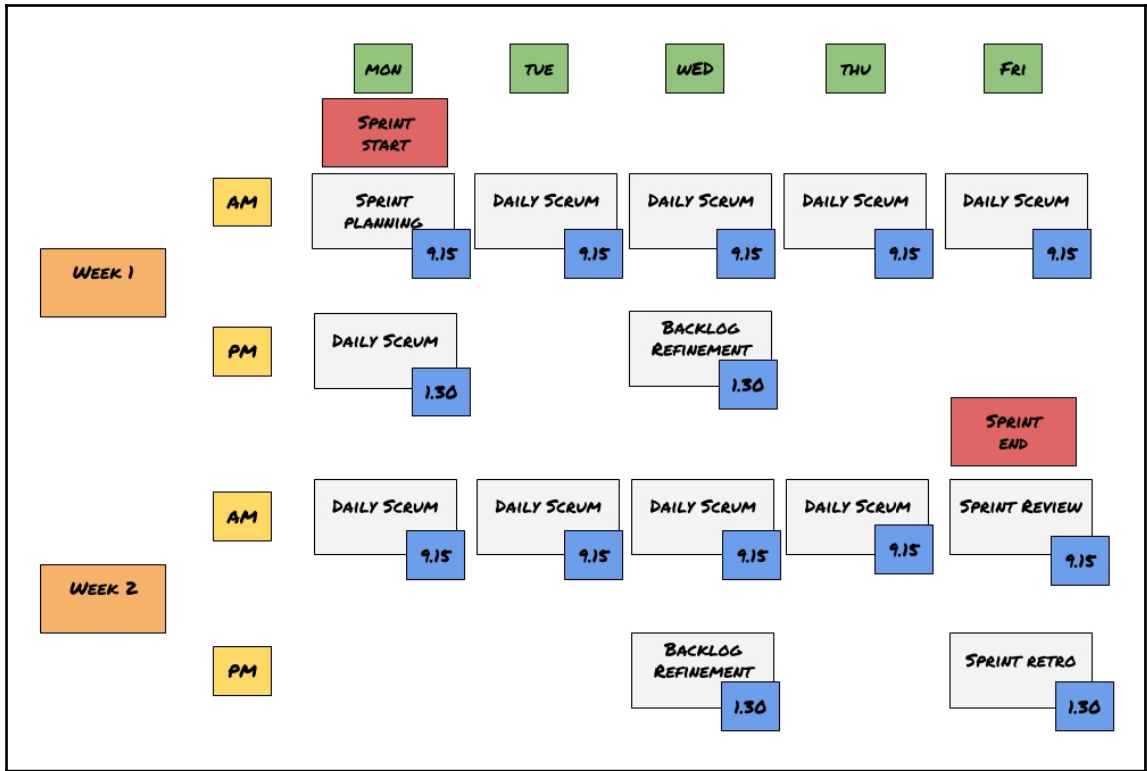 MON
TUE
WED
THU
FRI
SPRINT
START
AM
SPRINT
PLANNING
9.15
DAILY SCRUM
9.15
DAILY SCRUM
9.15
DAILY SCRUM
9.15
DAILY SCRUM
9.15
WEEK 1
PM
DAILY SCRUM
1.30
BACKLOG
REFINEMENT
1.30
SPRINT
END
AM
DAILY SCRUM
9.15
DAILY SCRUM
9.15
DAILY SCRUM
9.15
DAILY SCRUM
9.15
SPRINT REVIEW
9.15
WEEK 2
PM
BACKLOG
REFINEMENT
1.30
SPRINT RETRO
1.30